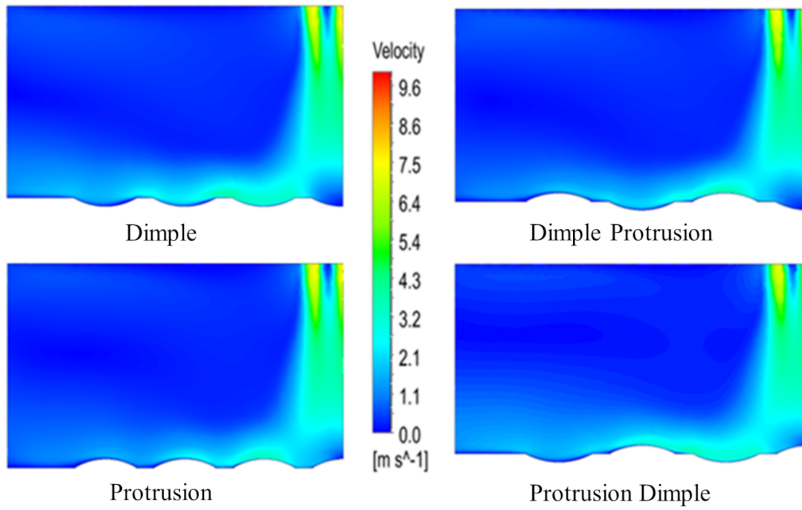 Velocity
9.6
8.6
7.5
6.4
5.4
4.3
3.2
2.1
1.1
0.0
[m s^-1]
Dimple
Dimple Protrusion
Protrusion
Protrusion Dimple